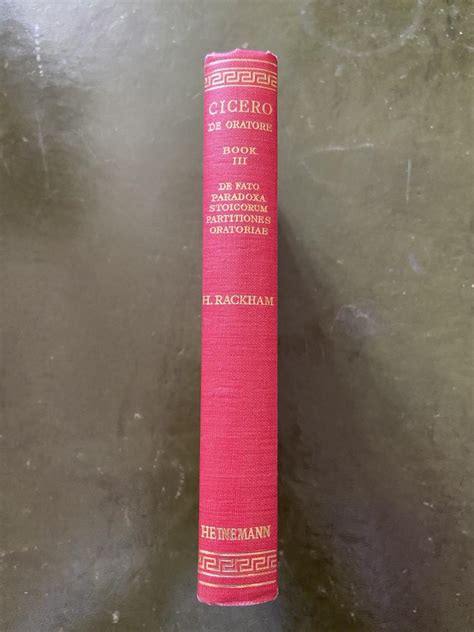 CICERO
DE ORATORE
BOOK
III
DE FATO
PARADOXA
STOICORUM
PARTITIONES
ORATORIAE
H. RACKHAM
HEINEMANN